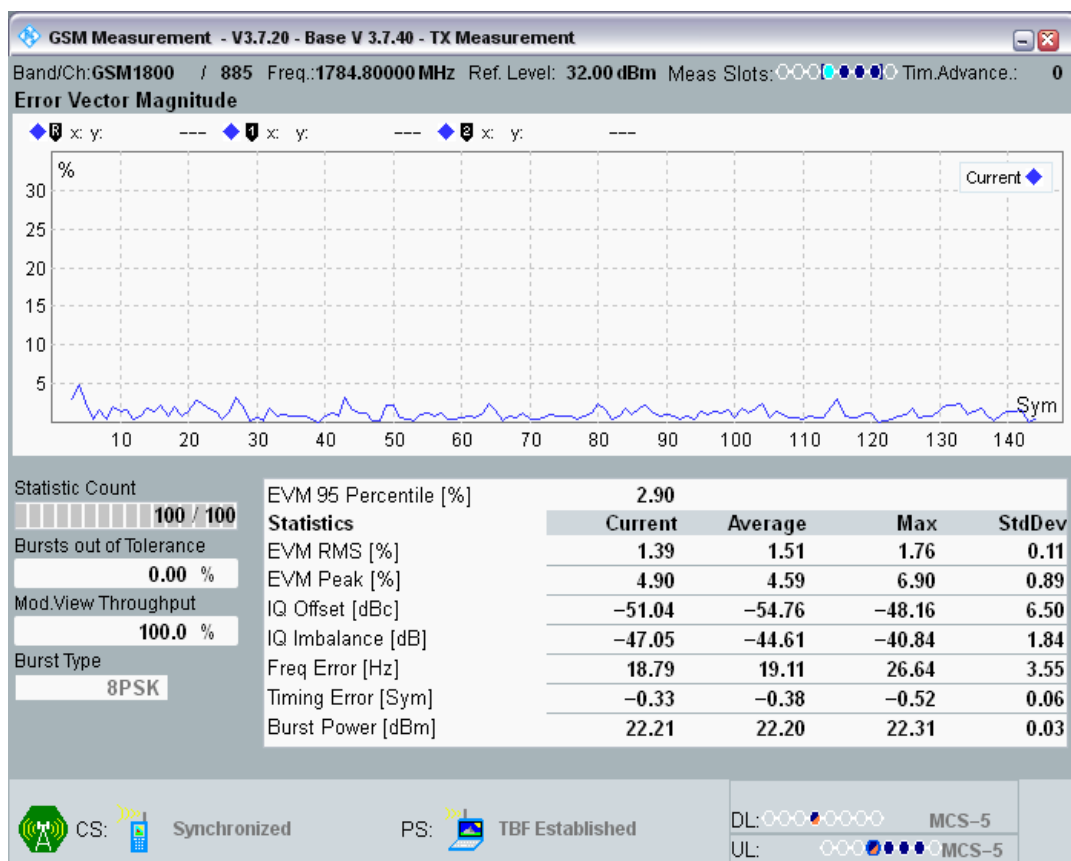 GSM Measurement - V3.7.20 - Base V 3.7.40 - TX Measurement
Band/Ch:GSM1800 / 885 Freq.:1784.80000 MHz Ref. Level: 32.00 dBm Meas Slots: Tim.Advance.: 0
Error Vector Magnitude
R x: y: --- 1 x: y: --- 2 x: y: ---
%
Current
30
25
20
15
10
5
Sym
10 20 30 40 50 60 70 80 90 100 110 120 130 140
Statistic Count
100 / 100
Bursts out of Tolerance
0.00 %
Mod.View Throughput
100.0 %
Burst Type
8PSK
EVM 95 Percentile [%] 2.90
Statistics Current Average Max StdDev
EVM RMS [%] 1.39 1.51 1.76 0.11
EVM Peak [%] 4.90 4.59 6.90 0.89
IQ Offset [dBc] −51.04 −54.76 −48.16 6.50
IQ Imbalance [dB] −47.05 −44.61 −40.84 1.84
Freq Error [Hz] 18.79 19.11 26.64 3.55
Timing Error [Sym] −0.33 −0.38 −0.52 0.06
Burst Power [dBm] 22.21 22.20 22.31 0.03
CS: Synchronized PS: TBF Established
DL: MCS−5
UL: MCS−5